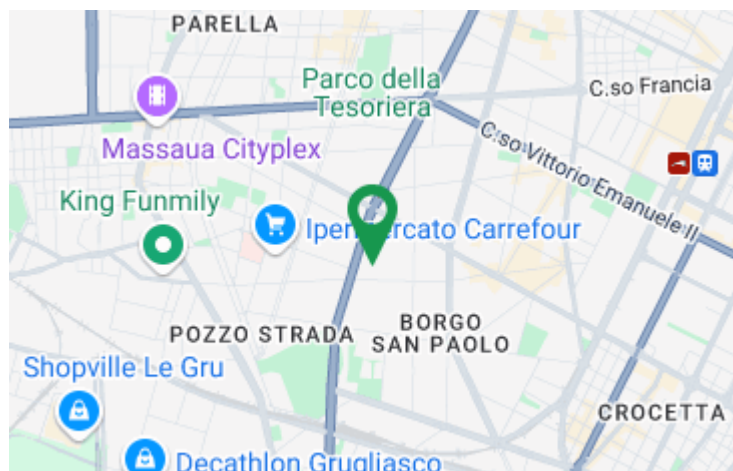 PARELLA
Parco della
Tesoriera
C.so Francia
Massaua Cityplex
C.so Vittorio Emanuele II
King Funmily
Ipermercato Carrefour
POZZO STRADA
BORGO
SAN PAOLO
Shopville Le Gru
CROCETTA
Decathlon Grugliasco